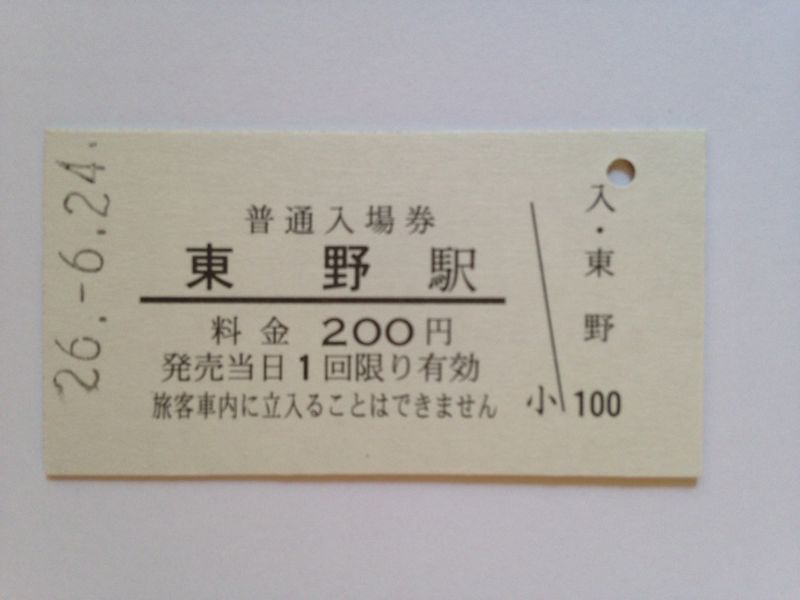 26.-6.24.
普通入場券
東野駅
料金 200円
発売当日1回限り有効
旅客車内に立入ることはできません
入・東野
小 100